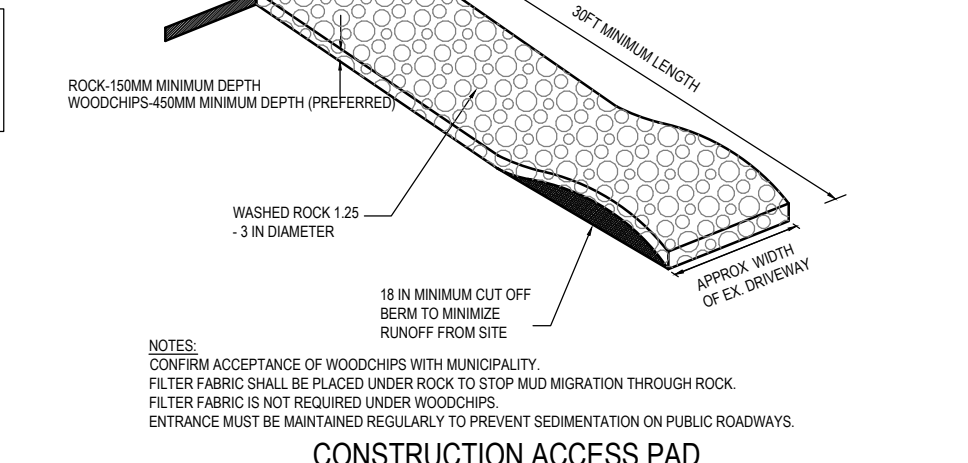 30FT MINIMUM LENGTH
ROCK-150MM MINIMUM DEPTH
WOODCHIPS-450MM MINIMUM DEPTH (PREFERRED)
WASHED ROCK 1.25
- 3 IN DIAMETER
APPROX WIDTH
OF EX. DRIVEWAY
18 IN MINIMUM CUT OFF
BERM TO MINIMIZE
RUNOFF FROM SITE
NOTES:
CONFIRM ACCEPTANCE OF WOODCHIPS WITH MUNICIPALITY.
FILTER FABRIC SHALL BE PLACED UNDER ROCK TO STOP MUD MIGRATION THROUGH ROCK.
FILTER FABRIC IS NOT REQUIRED UNDER WOODCHIPS.
ENTRANCE MUST BE MAINTAINED REGULARLY TO PREVENT SEDIMENTATION ON PUBLIC ROADWAYS.
CONSTRUCTION ACCESS PAD